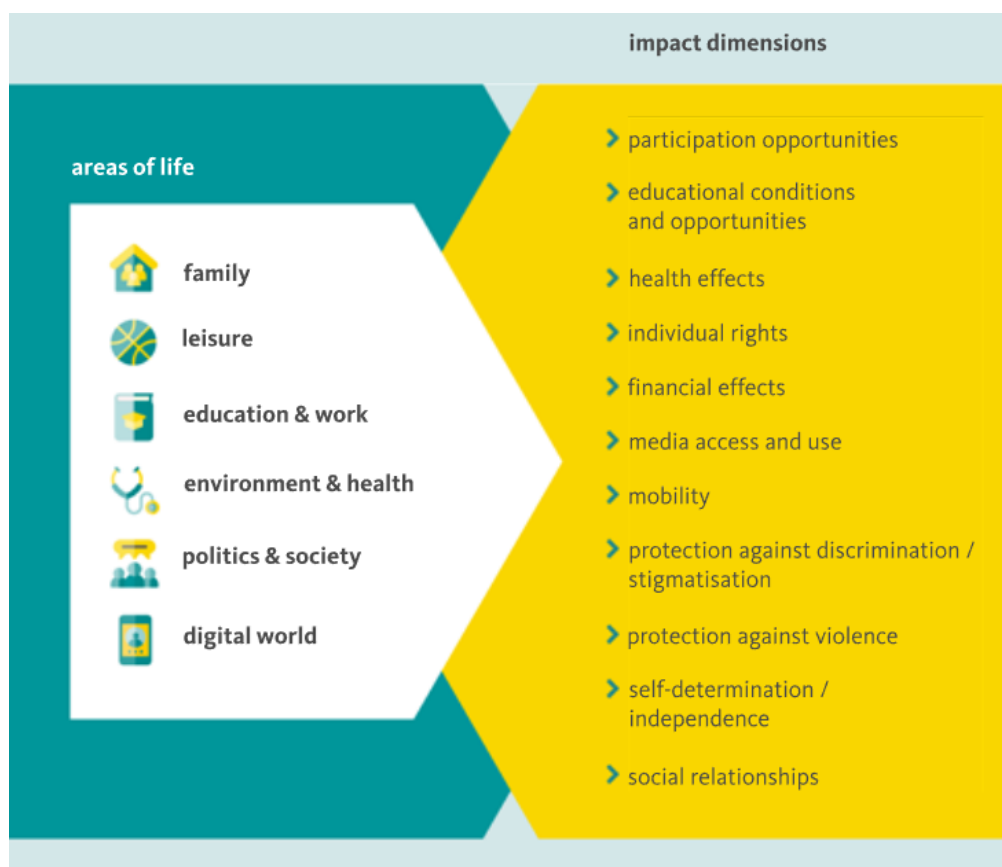 impact dimensions
areas of life
family
leisure
education & work
environment & health
politics & society
digital world
participation opportunities
educational conditions
and opportunities
health effects
individual rights
financial effects
media access and use
mobility
protection against discrimination /
stigmatisation
protection against violence
self-determination /
independence
social relationships